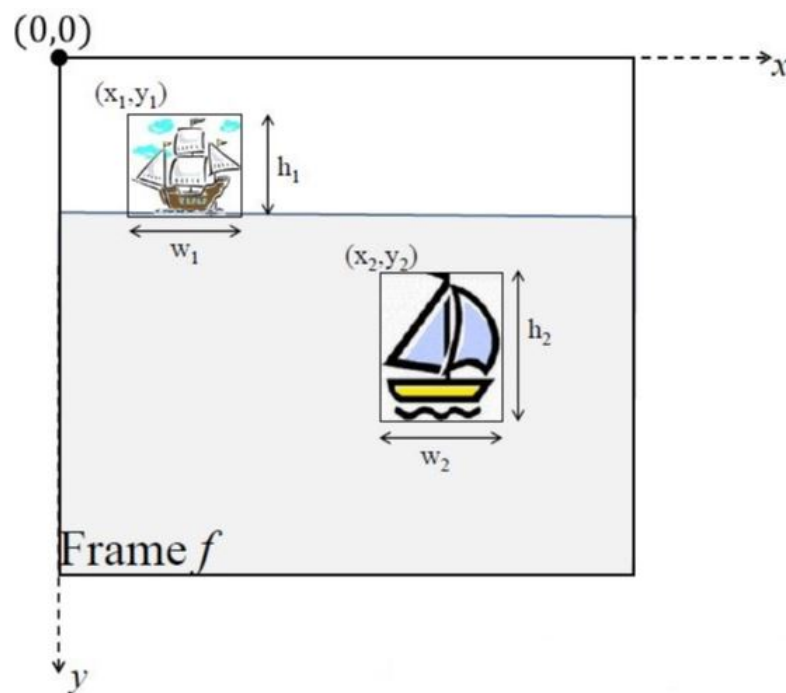 (0,0)
x
(x₁,y₁)
h₁
w₁
(x₂,y₂)
h₂
w₂
Frame f
y